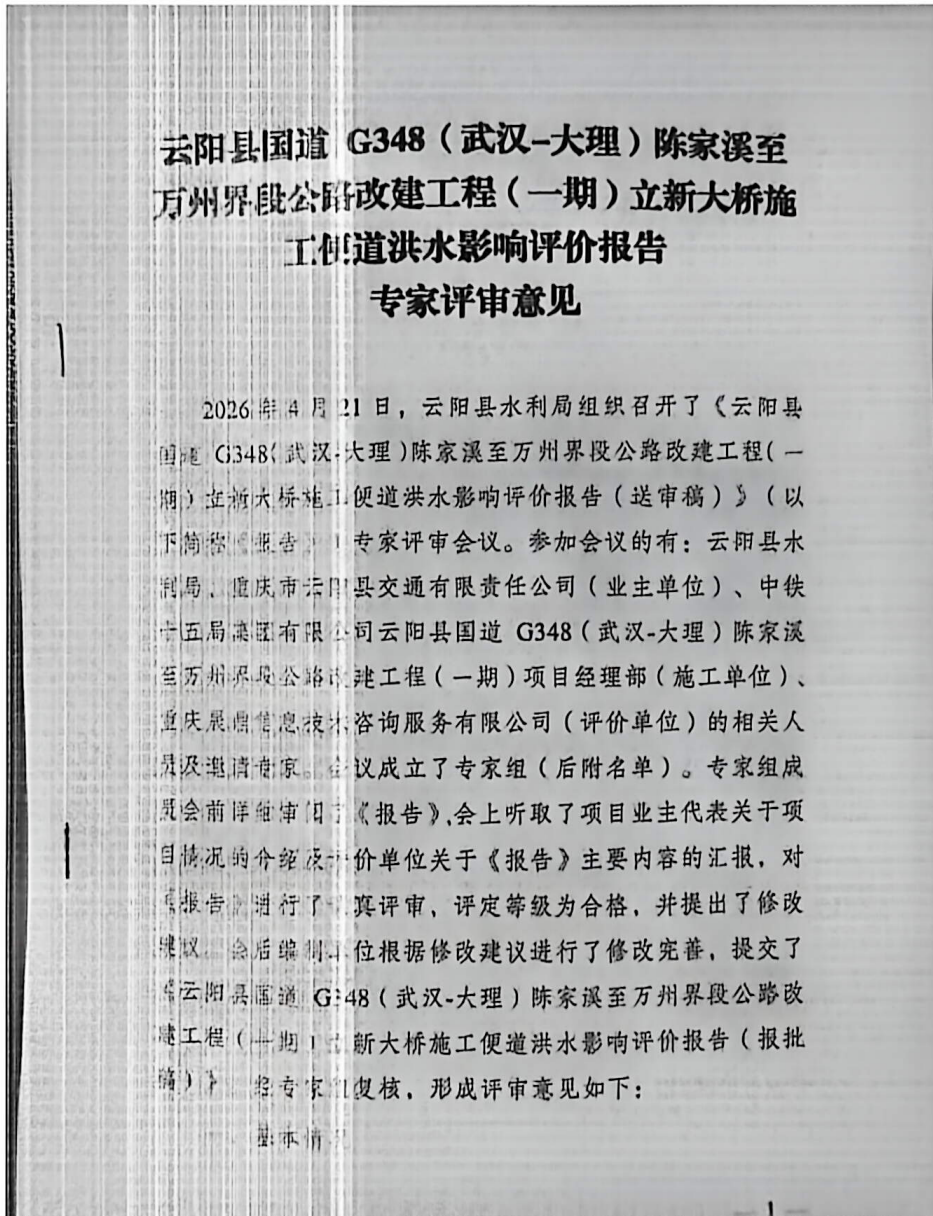 云阳县国道 G348（武汉-大理）陈家溪至
万州界段公路改建工程（一期）立新大桥施
工便道洪水影响评价报告
专家评审意见
2026 年 4 月 21 日，云阳县水利局组织召开了《云阳县
国道 G348（武汉-大理）陈家溪至万州界段公路改建工程（一
期）立新大桥施工便道洪水影响评价报告（送审稿）》（以
下简称《报告》）专家评审会议。参加会议的有：云阳县水
利局、重庆市云阳县交通有限责任公司（业主单位）、中铁
十五局集团有限公司云阳县国道 G348（武汉-大理）陈家溪
至万州界段公路改建工程（一期）项目经理部（施工单位）、
重庆展鼎信息技术咨询服务有限公司（评价单位）的相关人
员及邀请专家。会议成立了专家组（后附名单）。专家组成
员会前详细审阅了《报告》,会上听取了项目业主代表关于项
目情况的介绍及评价单位关于《报告》主要内容的汇报，对
《报告》进行了认真评审，评定等级为合格，并提出了修改
建议。会后编制单位根据修改建议进行了修改完善，提交了
《云阳县国道 G348（武汉-大理）陈家溪至万州界段公路改
建工程（一期）立新大桥施工便道洪水影响评价报告（报批
稿）》，经专家组复核，形成评审意见如下：
基本情况